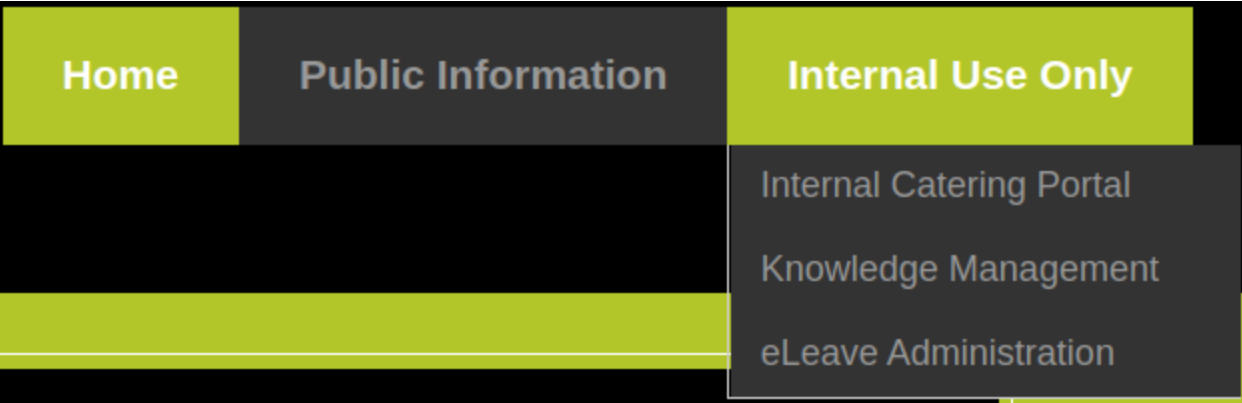 Home Public Information Internal Use Only
Internal Catering Portal
Knowledge Management
eLeave Administration